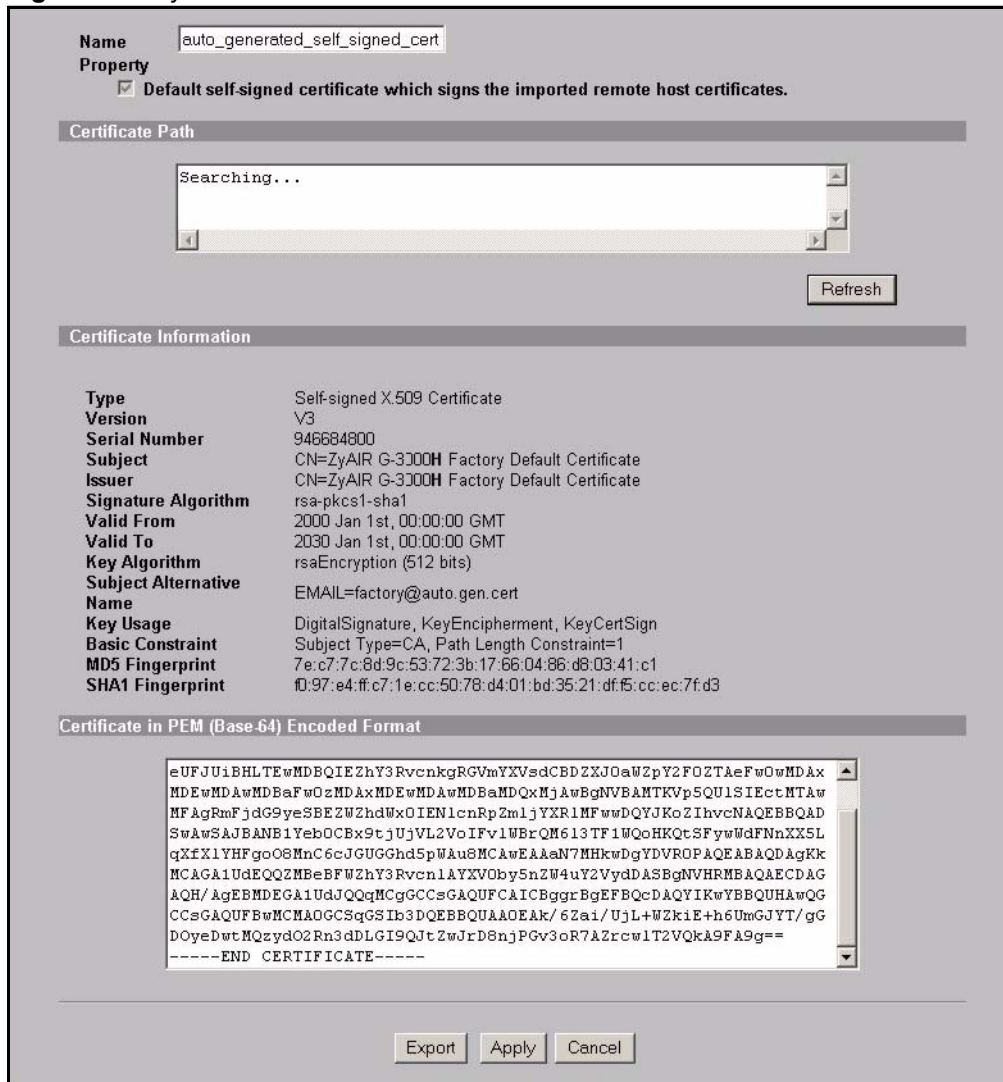 Name auto_generated_self_signed_cert
Property
Default self-signed certificate which signs the imported remote host certificates.
Certificate Path
Searching...
Refresh
Certificate Information
Type Self-signed X.509 Certificate
Version V3
Serial Number 946684800
Subject CN=ZyAIR G-3000H Factory Default Certificate
Issuer CN=ZyAIR G-3000H Factory Default Certificate
Signature Algorithm rsa-pkcs1-sha1
Valid From 2000 Jan 1st, 00:00:00 GMT
Valid To 2030 Jan 1st, 00:00:00 GMT
Key Algorithm rsaEncryption (512 bits)
Subject Alternative
Name EMAIL=factory@auto.gen.cert
Key Usage DigitalSignature, KeyEncipherment, KeyCertSign
Basic Constraint Subject Type=CA, Path Length Constraint=1
MD5 Fingerprint 7e:c7:7c:8d:9c:53:72:3b:17:66:04:86:d8:03:41:c1
SHA1 Fingerprint f0:97:e4:ff:c7:1e:cc:50:78:d4:01:bd:35:21:df:f5:cc:ec:7f:d3
Certificate in PEM (Base-64) Encoded Format
eUFJUiBHLTEwMDBQIEZhY3RvcnkgRGVmYXVsdCBDZXJ0aWZpY2F0ZTAeFw0wMDAx
MDEwMDAwMDBaFw0zMDAxMDEwMDAwMDBaMDQxMjAwBgNVBAMTKVp5QUlSIEctMTAw
MFAgRmFjdG9yeSBEZWZhdWx0IENlcnRpZmljYXRlMFwwDQYJKoZIhvcNAQEBBQAD
SwAwSAJBANB1YebOCBx9tjUjVL2VoIFvlWBrQM613TF1WQoHKQtSFywWdFNnXX5L
qXfX1YHFgoO8MnC6cJGUGGhd5pWAu8MCAwEAAaN7MHkwDgYDVR0PAQEABAQDAgKk
MCAGA1UdEQQZMBeBFWZhY3RvcnlAYXV0by5nZW4uY2VydDASBgNVHRMBAQAECDAG
AQH/AgEBMDEGA1UdJQQqMCgGCCsGAQUFCAICBggrBgEFBQcDAQYIKwYBBQUHAwQG
CCsGAQUFBwMCMA0GCSqGSIb3DQEBBQUAA0EAk/6Zai/UjL+WZkiE+h6UmGJYT/gG
DOyeDwtMQzydO2Rn3dDLGI9QJtZwJrD8njPGv3oR7AZrcwlT2VQkA9FA9g==
-----END CERTIFICATE-----
Export Apply Cancel